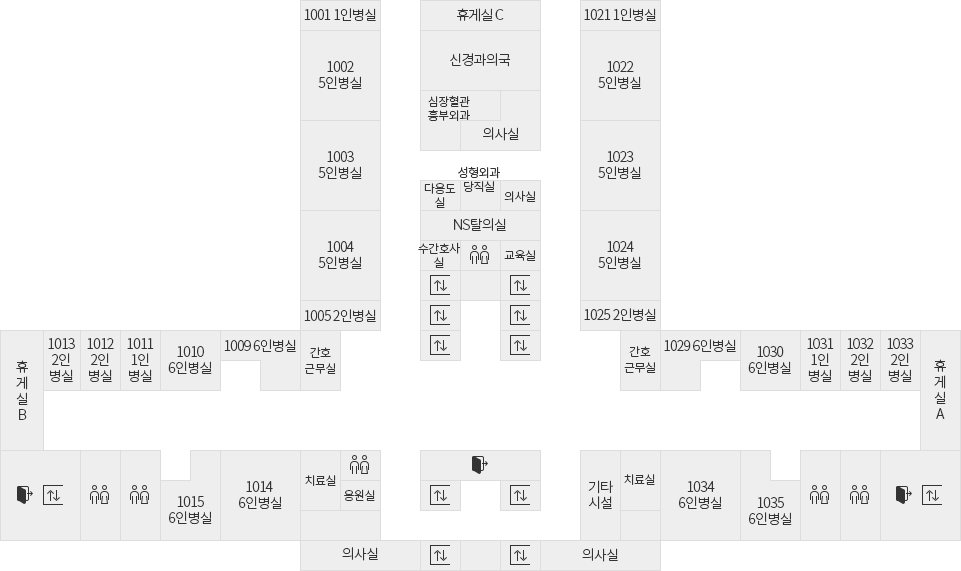 1001 1인병실
휴게실 C
1021 1인병실
1002
5인병실
신경과의국
1022
5인병실
심장혈관
흉부외과
의사실
1003
5인병실
성형외과
당직실
다용도
실
의사실
1023
5인병실
NS탈의실
1004
5인병실
수간호사
실
교육실
1024
5인병실
1005 2인병실
1025 2인병실
휴
게
실
B
1013
2인
병실
1012
2인
병실
1011
1인
병실
1010
6인병실
1009 6인병실
간호
근무실
간호
근무실
1029 6인병실
1030
6인병실
1031
1인
병실
1032
2인
병실
1033
2인
병실
휴
게
실
A
1015
6인병실
1014
6인병실
치료실
응원실
기타
시설
치료실
1034
6인병실
1035
6인병실
의사실
의사실